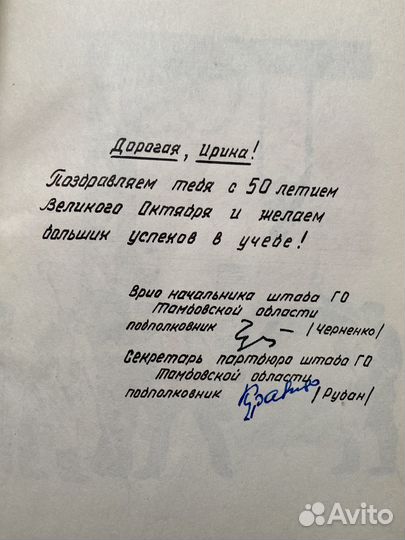 Дорогая, Ирина!
Поздравляем тебя с 50 летием
Великого Октября и желаем
больших успехов в учебе!
Врио начальника штаба ГО
Тамбовской области
подполковник /Черненко/
Секретарь партбюро штаба ГО
Тамбовской области
подполковник /Рудан/
Avito